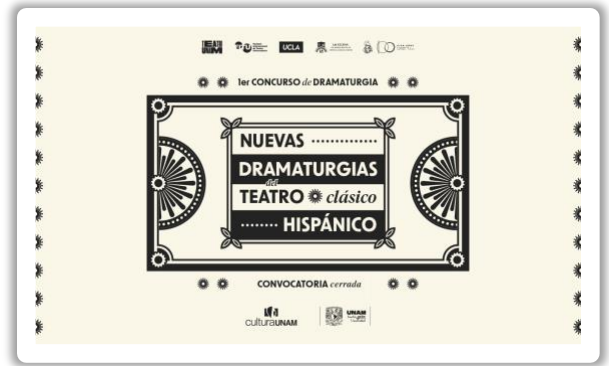 UCLA
1er CONCURSO de DRAMATURGIA
NUEVAS
DRAMATURGIAS
del
TEATRO clásico
HISPÁNICO
CONVOCATORIA cerrada
culturaUNAM
UNAM